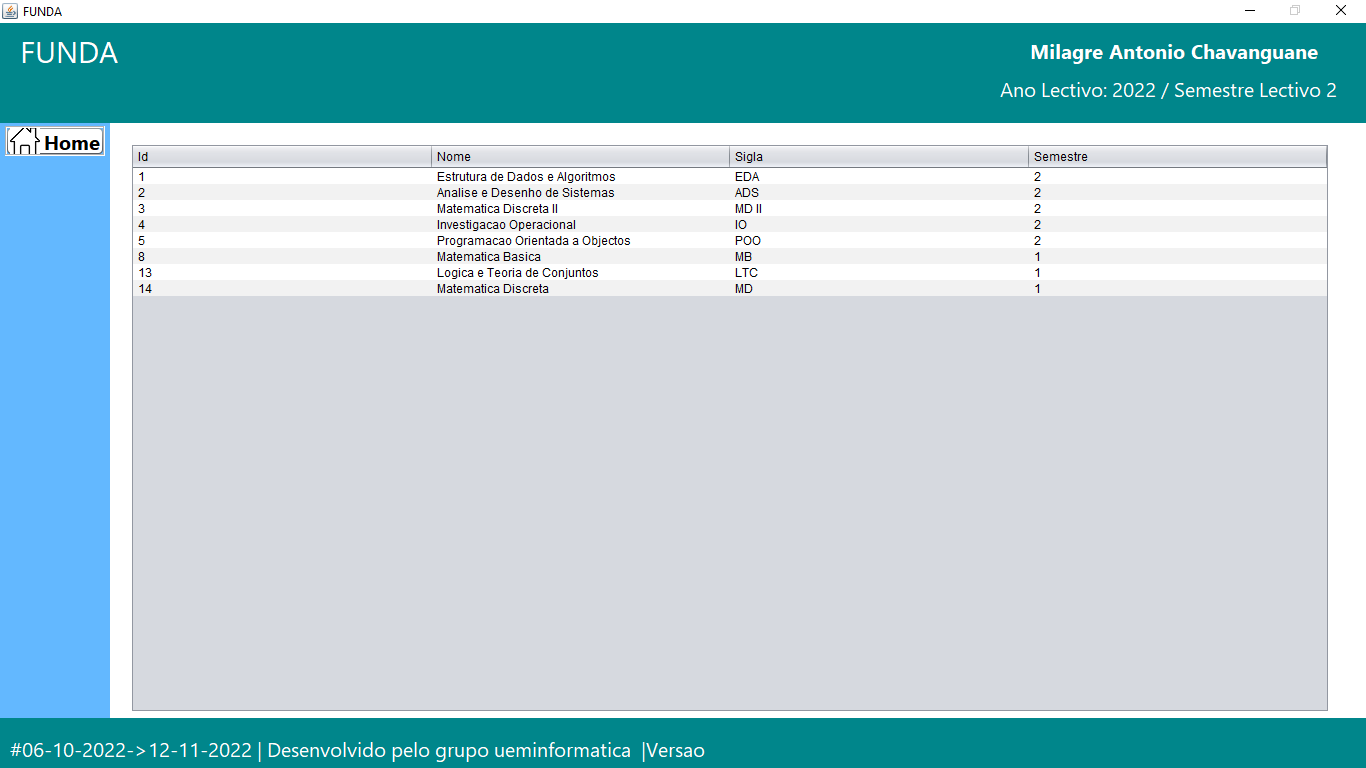 FUNDA
FUNDA
Milagre Antonio Chavanguane
Ano Lectivo: 2022 / Semestre Lectivo 2
Home
Id Nome Sigla Semestre
1 Estrutura de Dados e Algoritmos EDA 2
2 Analise e Desenho de Sistemas ADS 2
3 Matematica Discreta II MD II 2
4 Investigacao Operacional IO 2
5 Programacao Orientada a Objectos POO 2
8 Matematica Basica MB 1
13 Logica e Teoria de Conjuntos LTC 1
14 Matematica Discreta MD 1
#06-10-2022->12-11-2022 | Desenvolvido pelo grupo ueminformatica |Versao